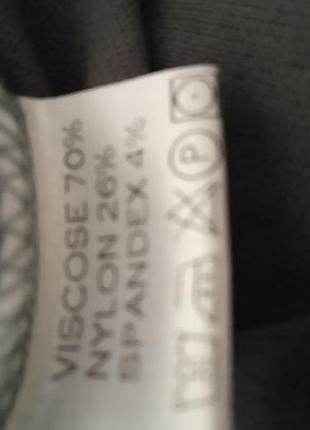 VISCOSE 70%
NYLON 26%
SPANDEX 4%
P